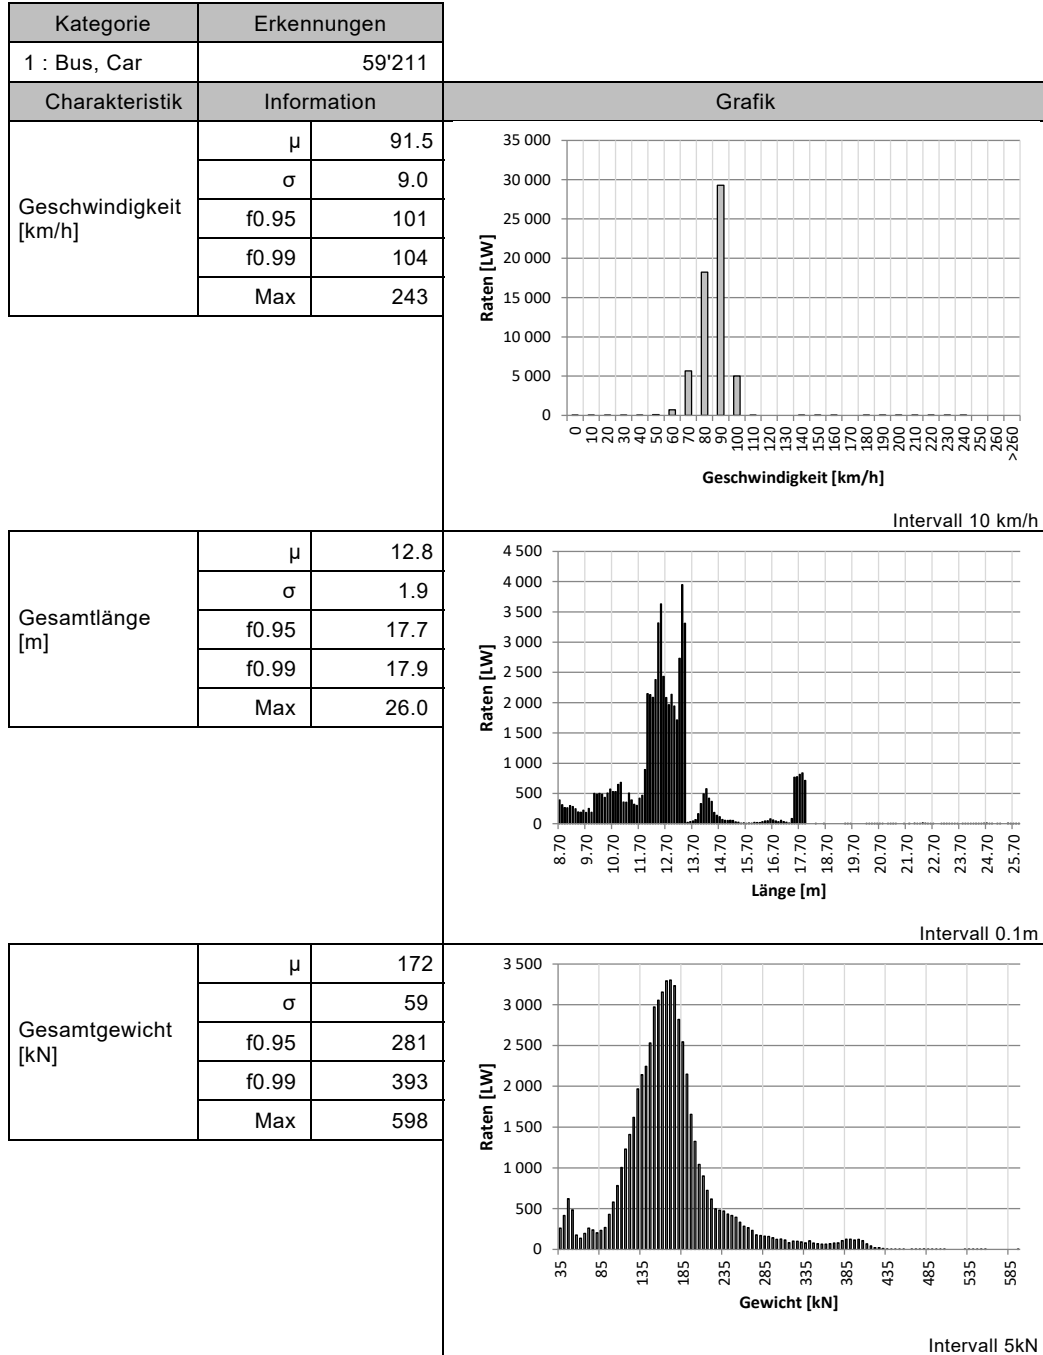 Kategorie Erkennungen
1 : Bus, Car 59'211
Charakteristik Information Grafik
Geschwindigkeit
[km/h]
µ 91.5
σ 9.0
f0.95 101
f0.99 104
Max 243
35 000
30 000
25 000
20 000
15 000
10 000
5 000
0
Raten [LW]
0 10 20 30 40 50 60 70 80 90 100 110 120 130 140 150 160 170 180 190 200 210 220 230 240 250 260 >260
Geschwindigkeit [km/h]
Intervall 10 km/h
Gesamtlänge
[m]
µ 12.8
σ 1.9
f0.95 17.7
f0.99 17.9
Max 26.0
4 500
4 000
3 500
3 000
2 500
2 000
1 500
1 000
500
0
Raten [LW]
8.70 9.70 10.70 11.70 12.70 13.70 14.70 15.70 16.70 17.70 18.70 19.70 20.70 21.70 22.70 23.70 24.70 25.70
Länge [m]
Intervall 0.1m
Gesamtgewicht
[kN]
µ 172
σ 59
f0.95 281
f0.99 393
Max 598
3 500
3 000
2 500
2 000
1 500
1 000
500
0
Raten [LW]
35 85 135 185 235 285 335 385 435 485 535 585
Gewicht [kN]
Intervall 5kN